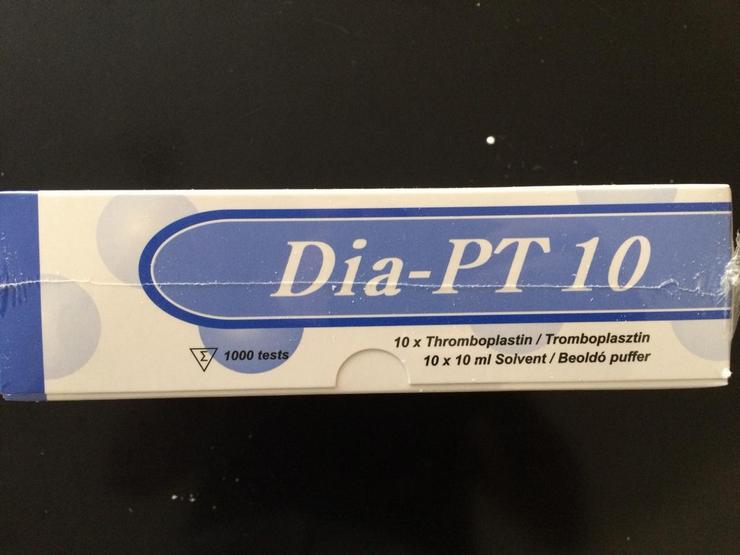 Dia-PT 10
10 x Thromboplastin / Tromboplasztin
Σ 1000 tests
10 x 10 ml Solvent / Beoldó puffer